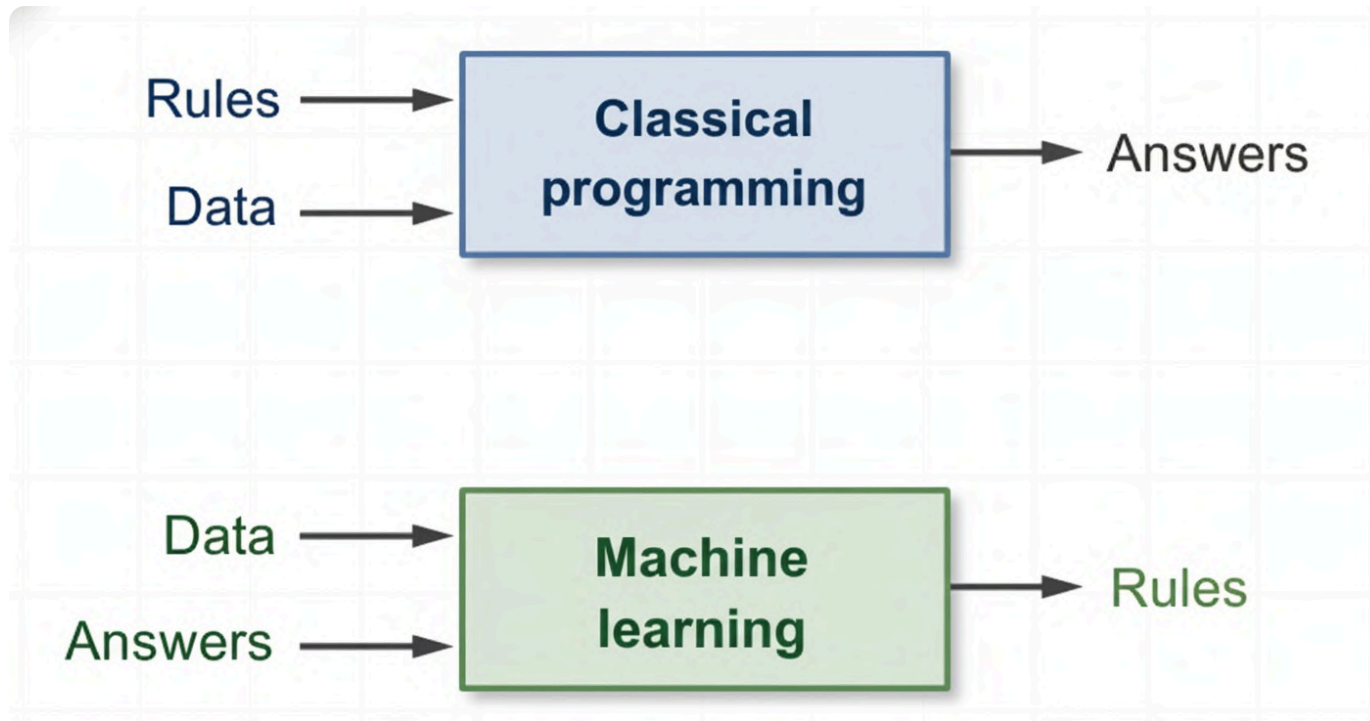 Rules
Data
Classical
programming
Answers
Data
Answers
Machine
learning
Rules